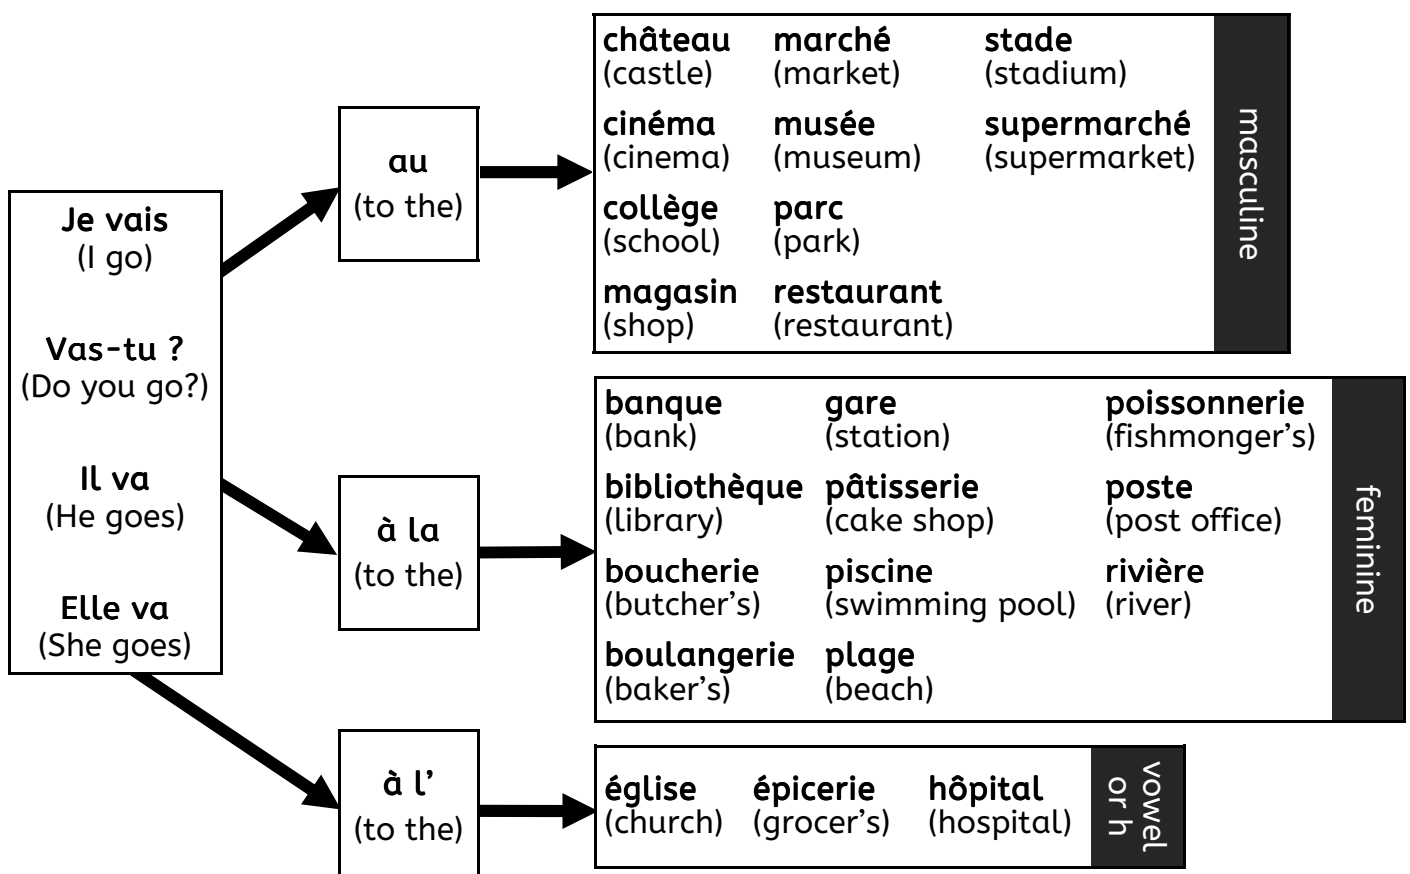 Je vais
(I go)
Vas-tu ?
(Do you go?)
Il va
(He goes)
Elle va
(She goes)
au
(to the)
château marché stade
(castle) (market) (stadium)
cinéma musée supermarché
(cinema) (museum) (supermarket)
collège parc
(school) (park)
magasin restaurant
(shop) (restaurant)
masculine
à la
(to the)
banque gare poissonnerie
(bank) (station) (fishmonger’s)
bibliothèque pâtisserie poste
(library) (cake shop) (post office)
boucherie piscine rivière
(butcher’s) (swimming pool) (river)
boulangerie plage
(baker’s) (beach)
feminine
à l’
(to the)
église épicerie hôpital
(church) (grocer’s) (hospital)
vowel
or h